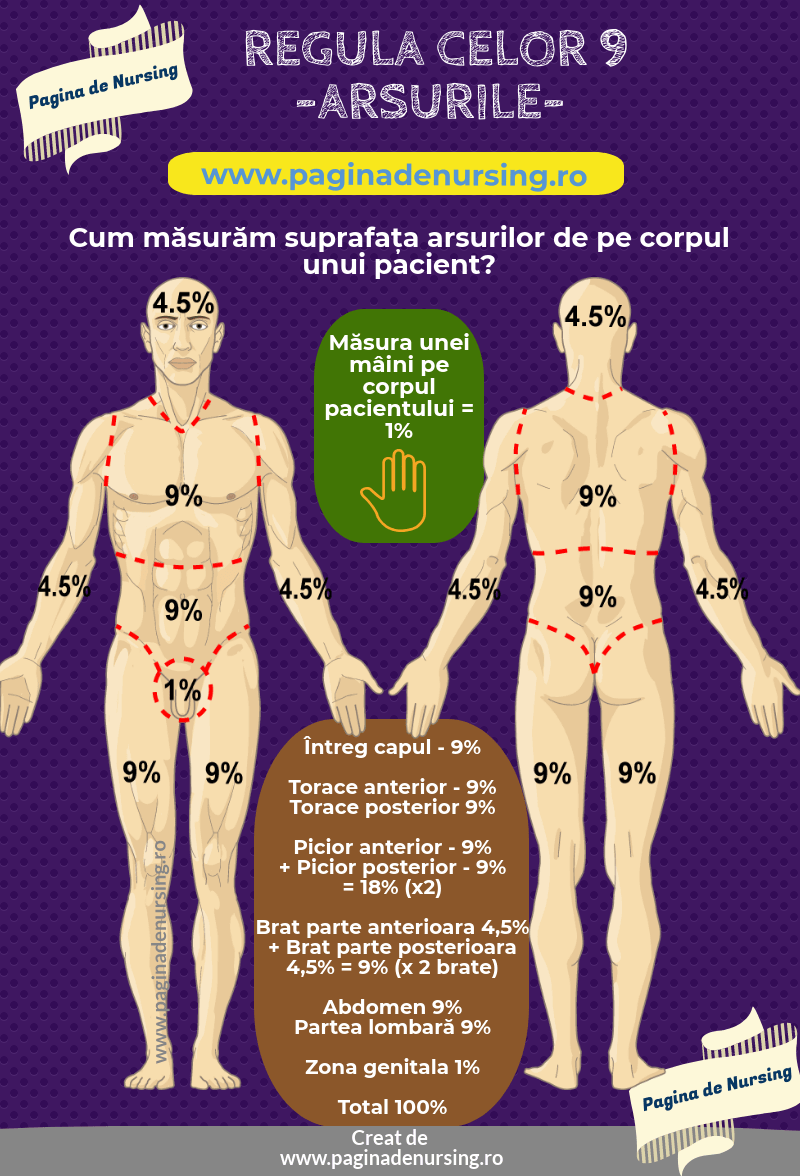 Pagina de Nursing
REGULA CELOR 9
-ARSURILE-
www.paginadenursing.ro
Cum măsurăm suprafața arsurilor de pe corpul
unui pacient?
4.5%
4.5%
Măsura unei
mâini pe
corpul
pacientului =
1%
9%
9%
4.5%
4.5%
4.5%
4.5%
9%
9%
1%
9%
9%
9%
9%
Întreg capul - 9%
Torace anterior - 9%
Torace posterior 9%
Picior anterior - 9%
+ Picior posterior - 9%
= 18% (x2)
Brat parte anterioara 4,5%
+ Brat parte posterioara
4,5% = 9% (x 2 brate)
Abdomen 9%
Partea lombară 9%
Zona genitala 1%
Total 100%
www.paginadenursing.ro
Pagina de Nursing
Creat de
www.paginadenursing.ro